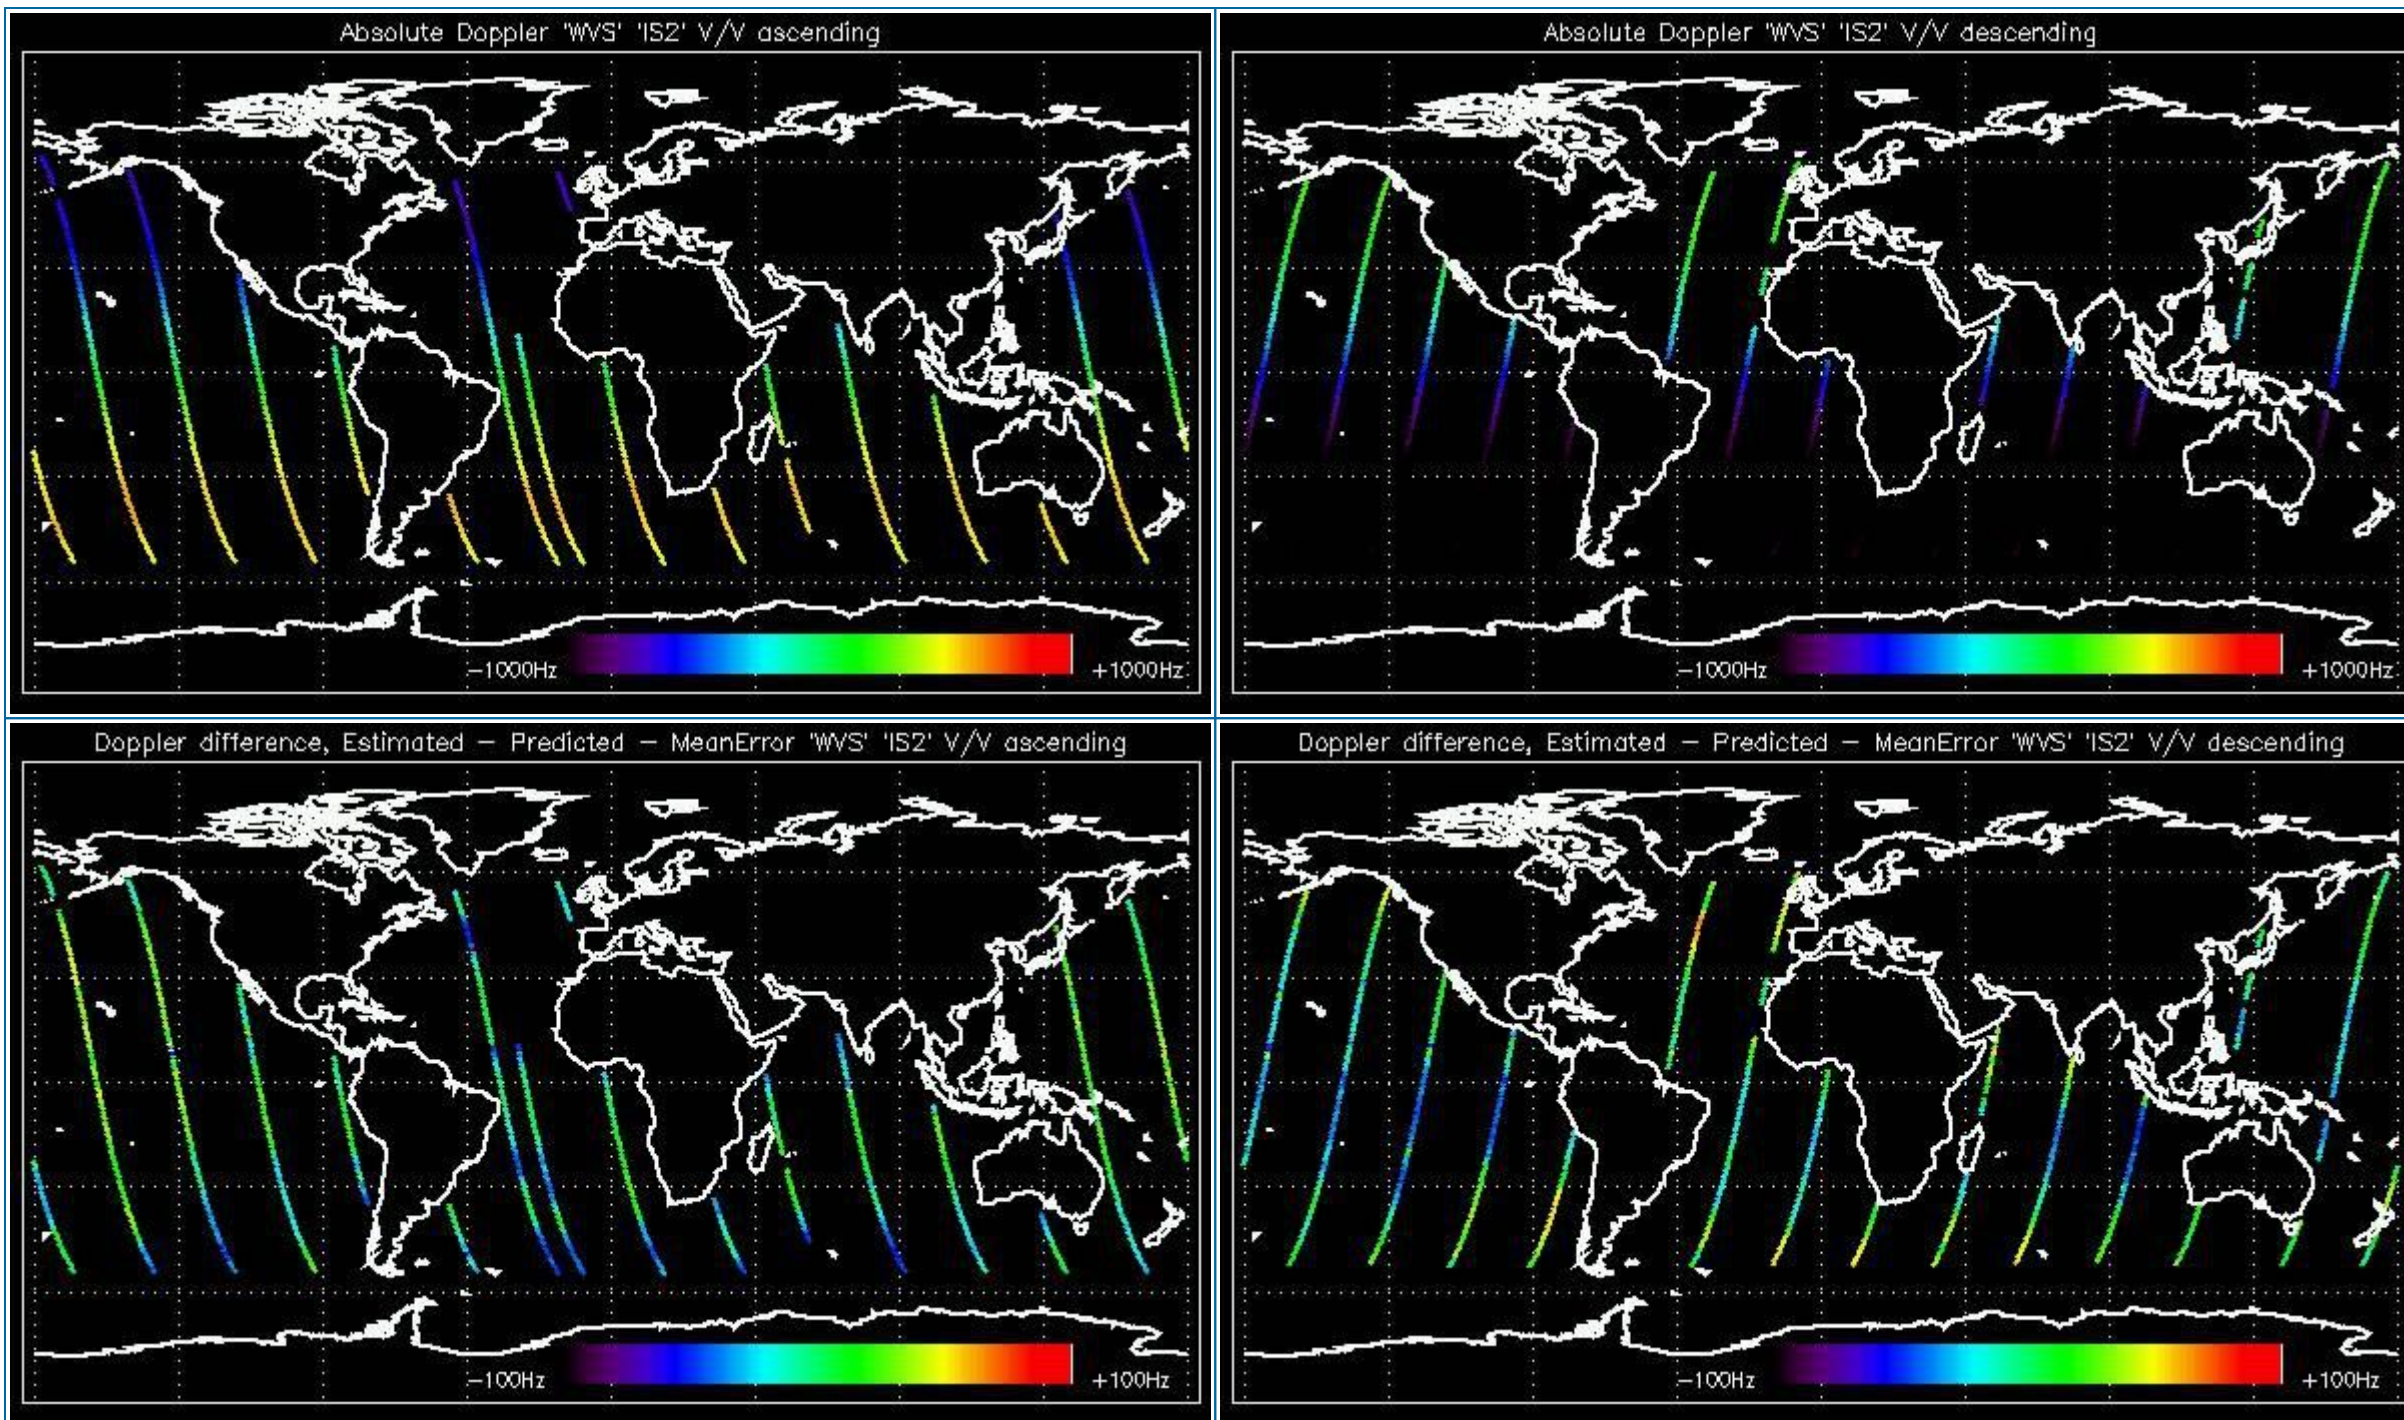 Absolute Doppler 'WVS' 'IS2' V/V ascending
-1000Hz +1000Hz
Absolute Doppler 'WVS' 'IS2' V/V descending
-1000Hz +1000Hz
Doppler difference, Estimated - Predicted - MeanError 'WVS' 'IS2' V/V ascending
-100Hz +100Hz
Doppler difference, Estimated - Predicted - MeanError 'WVS' 'IS2' V/V descending
-100Hz +100Hz